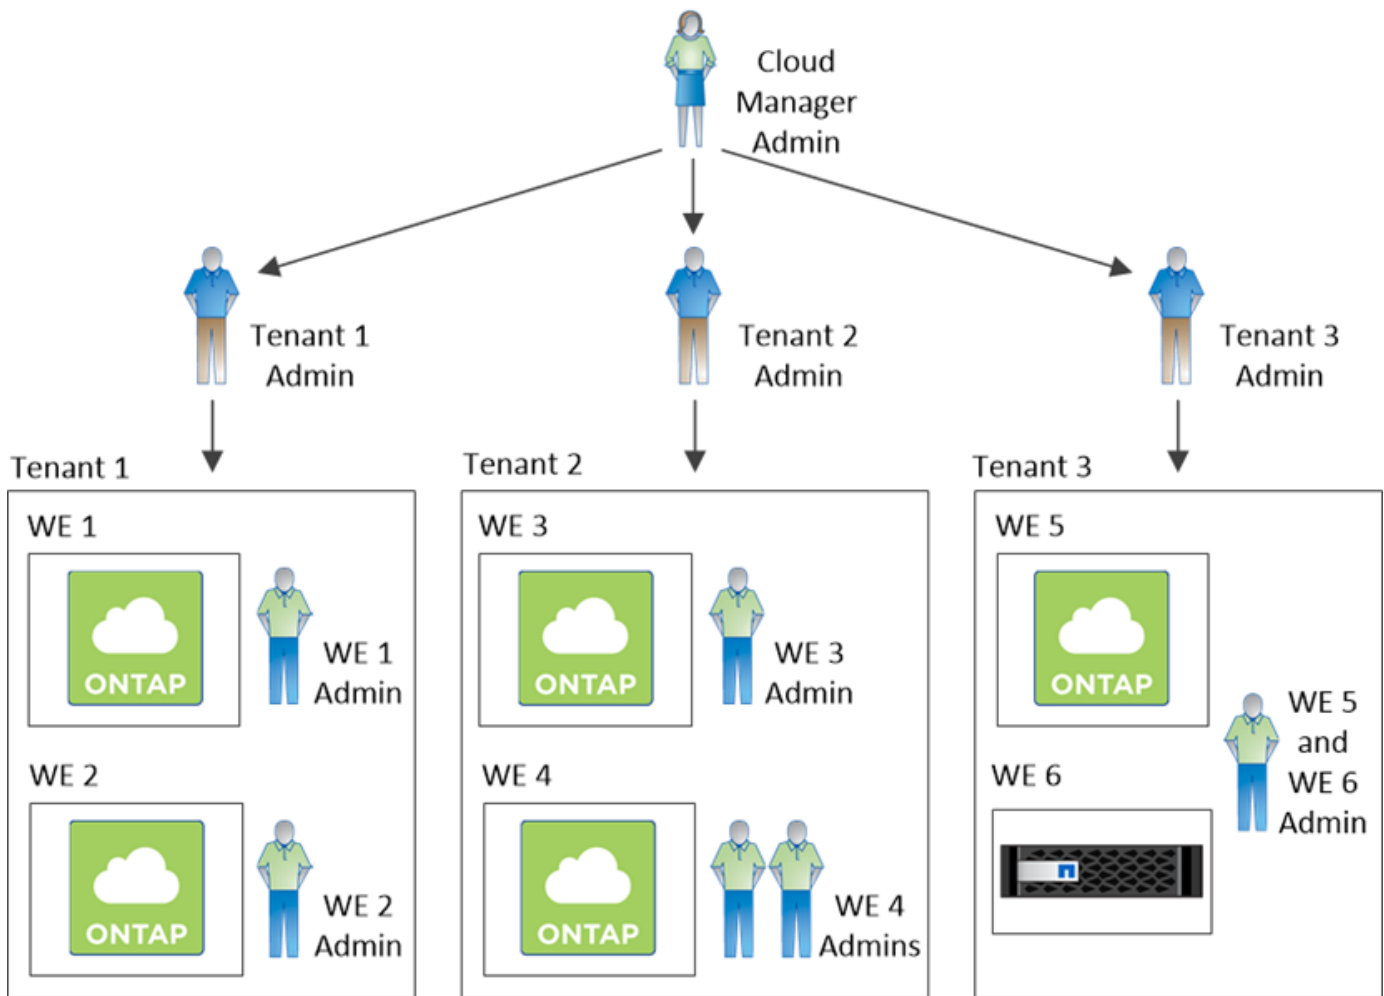 Cloud
Manager
Admin
Tenant 1
Admin
Tenant 2
Admin
Tenant 3
Admin
Tenant 1
WE 1
ONTAP
WE 1
Admin
WE 2
ONTAP
WE 2
Admin
Tenant 2
WE 3
ONTAP
WE 3
Admin
WE 4
ONTAP
WE 4
Admins
Tenant 3
WE 5
ONTAP
WE 5
and
WE 6
Admin
WE 6